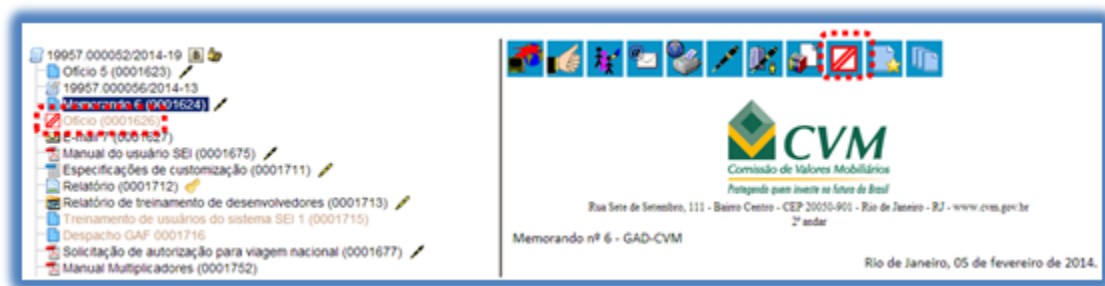 19957.000052/2014-19
Ofício 5 (0001623)
19957.000056/2014-13
Memorando 6 (0001624)
Ofício (0001626)
E-mail 7 (0001627)
Manual do usuário SEI (0001675)
Especificações de customização (0001711)
Relatório (0001712)
Relatório de treinamento de desenvolvedores (0001713)
Treinamento de usuários do sistema SEI 1 (0001715)
Despacho GAF 0001716
Solicitação de autorização para viagem nacional (0001677)
Manual Multiplicadores (0001752)
CVM
Comissão de Valores Mobiliários
Protegendo quem investe no futuro do Brasil
Rua Sete de Setembro, 111 - Bairro Centro - CEP 20050-901 - Rio de Janeiro - RJ - www.cvm.gov.br
2º andar
Memorando nº 6 - GAD-CVM
Rio de Janeiro, 05 de fevereiro de 2014.